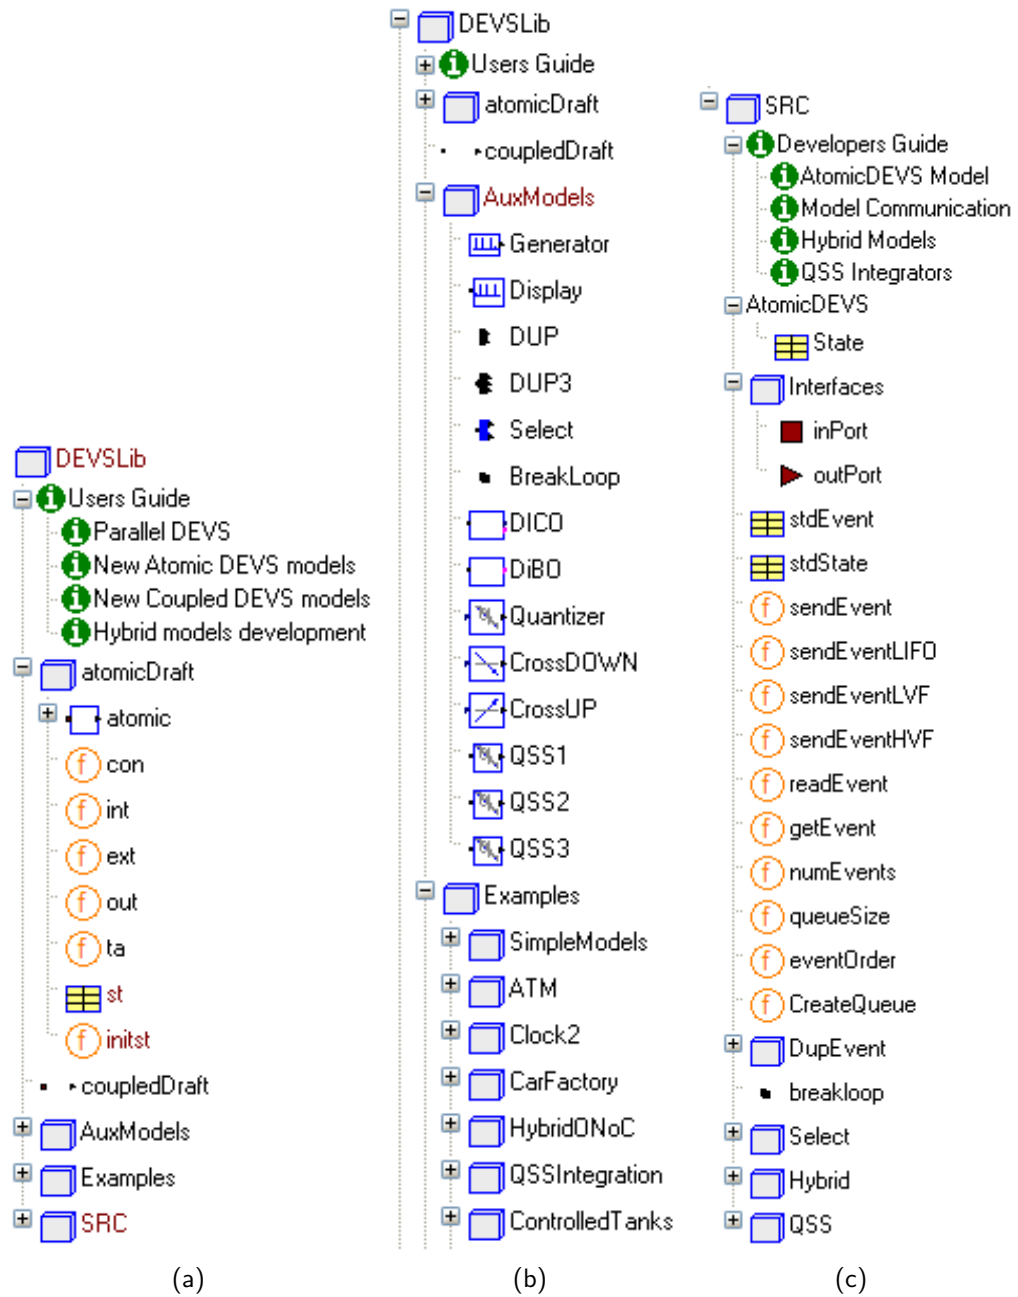 DEVSLib
Users Guide
Parallel DEVS
New Atomic DEVS models
New Coupled DEVS models
Hybrid models development
atomicDraft
atomic
con
int
ext
out
ta
st
initst
coupledDraft
AuxModels
Examples
SRC
(a)
DEVSLib
Users Guide
atomicDraft
coupledDraft
AuxModels
Generator
Display
DUP
DUP3
Select
BreakLoop
DICO
DiBO
Quantizer
CrossDOWN
CrossUP
QSS1
QSS2
QSS3
Examples
SimpleModels
ATM
Clock2
CarFactory
HybridONoC
QSSIntegration
ControlledTanks
(b)
SRC
Developers Guide
AtomicDEVS Model
Model Communication
Hybrid Models
QSS Integrators
AtomicDEVS
State
Interfaces
inPort
outPort
stdEvent
stdState
sendEvent
sendEventLIFO
sendEventLVF
sendEventHVF
readEvent
getEvent
numEvents
queueSize
eventOrder
CreateQueue
DupEvent
breakloop
Select
Hybrid
QSS
(c)